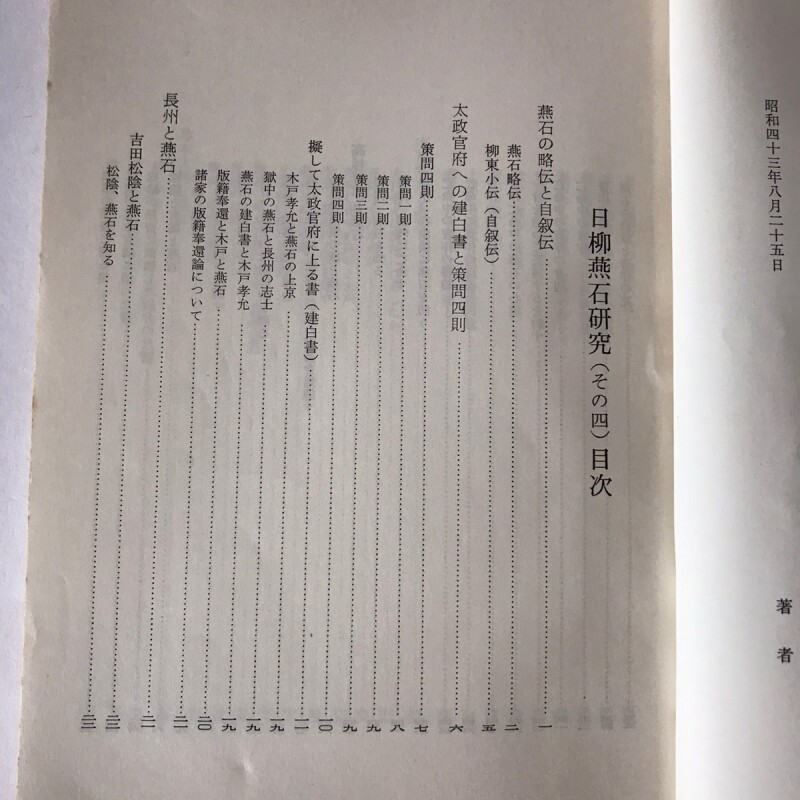 昭和四十三年八月二十五日
著者
日柳燕石研究（その四）目次
燕石の略伝と自叙伝……一
燕石略伝……二
柳東小伝（自叙伝）……五
太政官府への建白書と策問四則……六
策問四則……七
策問一則……八
策問二則……九
策問三則……九
策問四則……一〇
擬して太政官府に上る書（建白書）……一一
木戸孝允と燕石の上京……一九
獄中の燕石と長州の志士……一九
燕石の建白書と木戸孝允……一九
版籍奉還と木戸と燕石……二〇
諸家の版籍奉還論について……二一
長州と燕石……二一
吉田松陰と燕石……二二
松陰、燕石を知る……二二